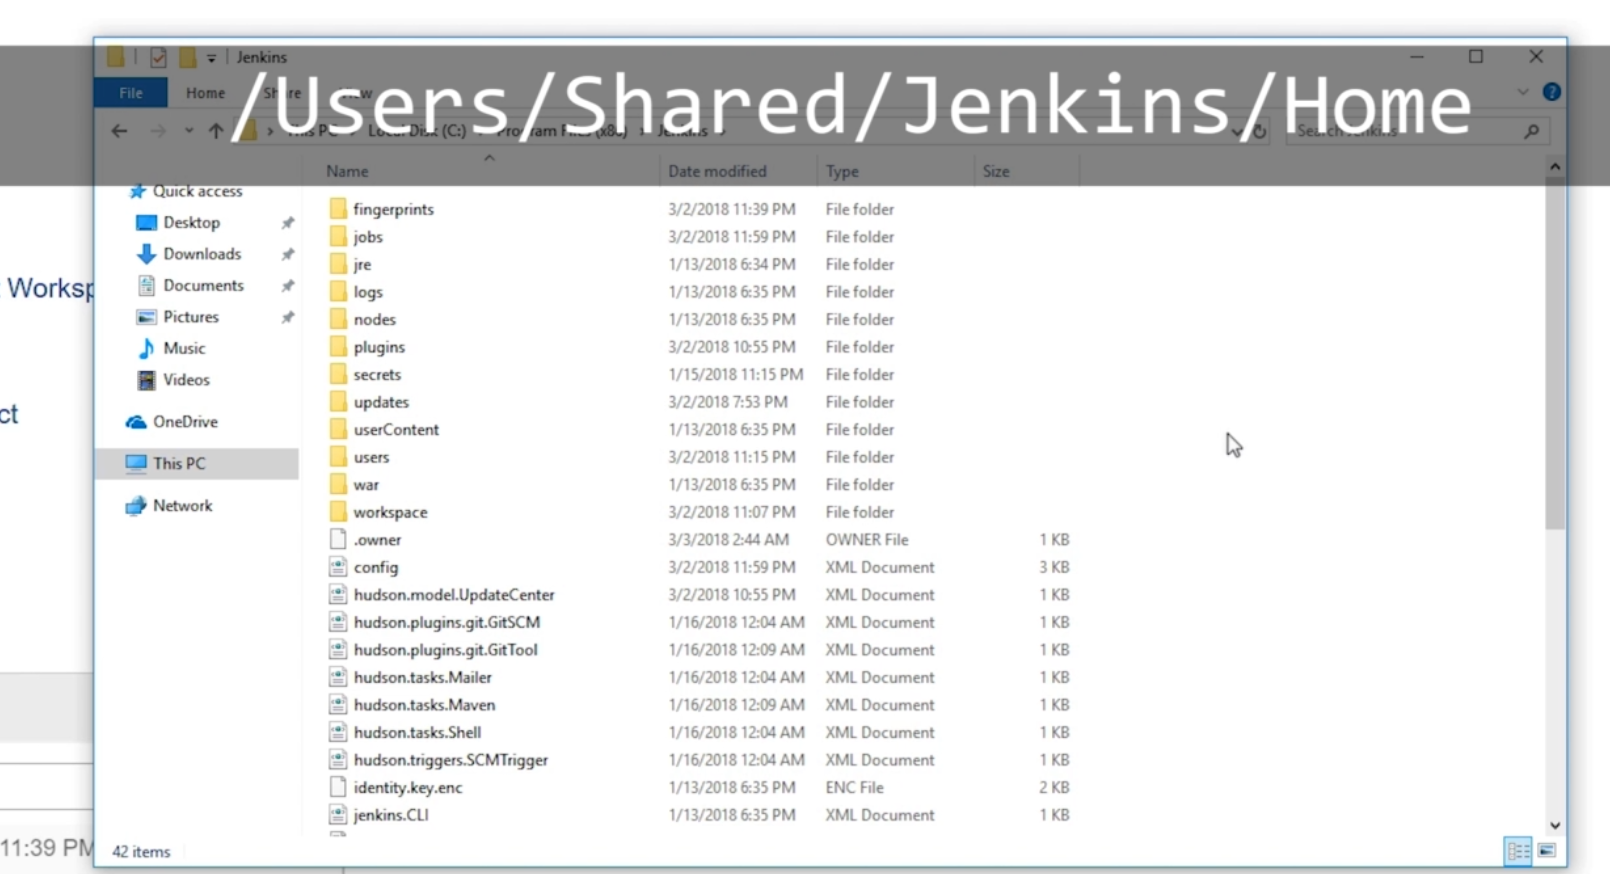 Jenkins
/Users/Shared/Jenkins/Home
File Home Share View
This PC Local Disk (C:) Program Files (x86) Jenkins
Search Jenkins
Name Date modified Type Size
Quick access
Desktop
Downloads
Documents
Pictures
Music
Videos
OneDrive
This PC
Network
fingerprints 3/2/2018 11:39 PM File folder
jobs 3/2/2018 11:59 PM File folder
jre 1/13/2018 6:34 PM File folder
logs 1/13/2018 6:35 PM File folder
nodes 1/13/2018 6:35 PM File folder
plugins 3/2/2018 10:55 PM File folder
secrets 1/15/2018 11:15 PM File folder
updates 3/2/2018 7:53 PM File folder
userContent 1/13/2018 6:35 PM File folder
users 3/2/2018 11:15 PM File folder
war 1/13/2018 6:35 PM File folder
workspace 3/2/2018 11:07 PM File folder
.owner 3/3/2018 2:44 AM OWNER File 1 KB
config 3/2/2018 11:59 PM XML Document 3 KB
hudson.model.UpdateCenter 3/2/2018 10:55 PM XML Document 1 KB
hudson.plugins.git.GitSCM 1/16/2018 12:04 AM XML Document 1 KB
hudson.plugins.git.GitTool 1/16/2018 12:09 AM XML Document 1 KB
hudson.tasks.Mailer 1/16/2018 12:04 AM XML Document 1 KB
hudson.tasks.Maven 1/16/2018 12:09 AM XML Document 1 KB
hudson.tasks.Shell 1/16/2018 12:04 AM XML Document 1 KB
hudson.triggers.SCMTrigger 1/16/2018 12:04 AM XML Document 1 KB
identity.key.enc 1/13/2018 6:35 PM ENC File 2 KB
jenkins.CLI 1/13/2018 6:35 PM XML Document 1 KB
42 items
Worksp
ct
11:39 PM